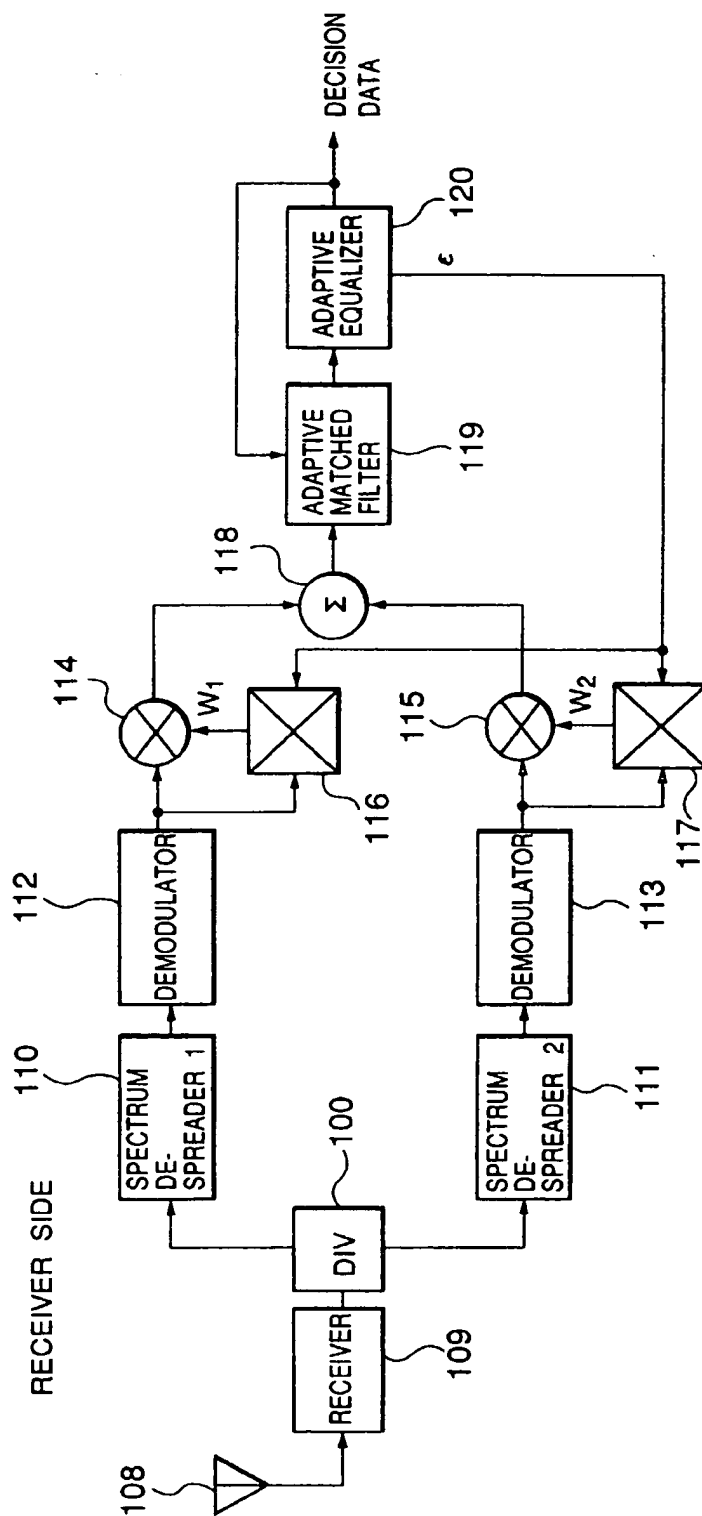 RECEIVER SIDE
108
RECEIVER
109
DIV
100
110
SPECTRUM
DE-
SPREADER 1
112
DEMODULATOR
114
W1
116
118
Σ
ADAPTIVE
MATCHED
FILTER
119
ADAPTIVE
EQUALIZER
120
ε
DECISION
DATA
SPECTRUM
DE-
SPREADER 2
111
DEMODULATOR
113
115
W2
117